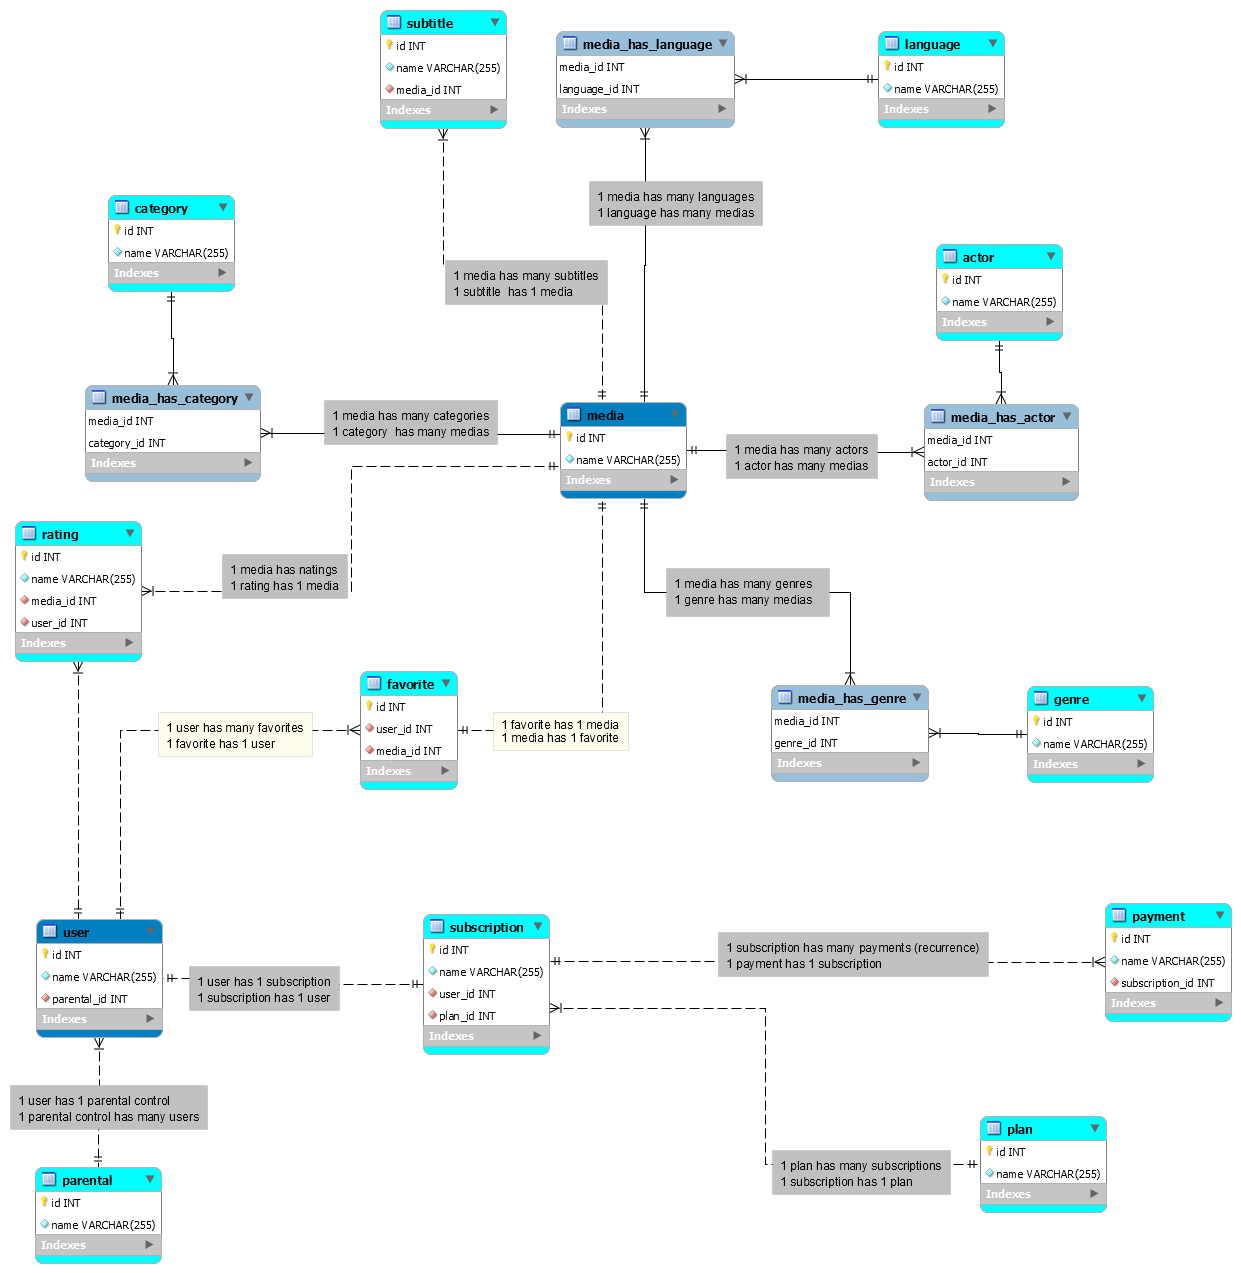 subtitle
id INT
name VARCHAR(255)
media_id INT
Indexes
media_has_language
media_id INT
language_id INT
Indexes
language
id INT
name VARCHAR(255)
Indexes
1 media has many languages
1 language has many medias
category
id INT
name VARCHAR(255)
Indexes
1 media has many subtitles
1 subtitle has 1 media
actor
id INT
name VARCHAR(255)
Indexes
media_has_category
media_id INT
category_id INT
Indexes
1 media has many categories
1 category has many medias
media
id INT
name VARCHAR(255)
Indexes
1 media has many actors
1 actor has many medias
media_has_actor
media_id INT
actor_id INT
Indexes
rating
id INT
name VARCHAR(255)
media_id INT
user_id INT
Indexes
1 media has natings
1 rating has 1 media
1 media has many genres
1 genre has many medias
favorite
id INT
user_id INT
media_id INT
Indexes
1 user has many favorites
1 favorite has 1 user
1 favorite has 1 media
1 media has 1 favorite
media_has_genre
media_id INT
genre_id INT
Indexes
genre
id INT
name VARCHAR(255)
Indexes
user
id INT
name VARCHAR(255)
parental_id INT
Indexes
1 user has 1 subscription
1 subscription has 1 user
subscription
id INT
name VARCHAR(255)
user_id INT
plan_id INT
Indexes
1 subscription has many payments (recurrence)
1 payment has 1 subscription
payment
id INT
name VARCHAR(255)
subscription_id INT
Indexes
1 user has 1 parental control
1 parental control has many users
plan
id INT
name VARCHAR(255)
Indexes
1 plan has many subscriptions
1 subscription has 1 plan
parental
id INT
name VARCHAR(255)
Indexes